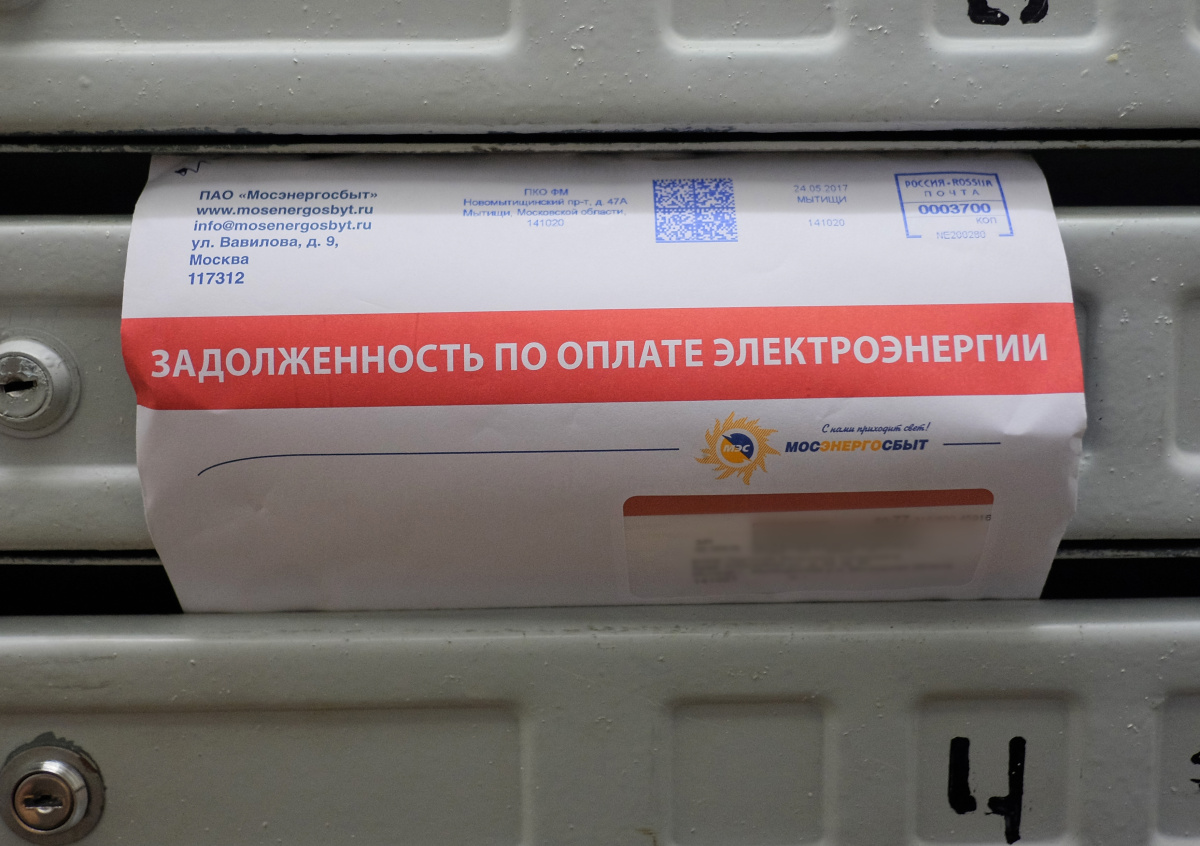 ПАО «Мосэнергосбыт»
www.mosenergosbyt.ru
info@mosenergosbyt.ru
ул. Вавилова, д. 9,
Москва
117312
ПКО ФМ
Новомытищинский пр-т, д. 47А
Мытищи, Московской области,
141020
24.05.2017
МЫТИЩИ
141020
РОССИЯ • ROSSIIA
ПОЧТА
0003700
коп
NE200280
ЗАДОЛЖЕННОСТЬ ПО ОПЛАТЕ ЭЛЕКТРОЭНЕРГИИ
С нами приходит свет!
МЭС
МОСЭНЕРГОСБЫТ
4